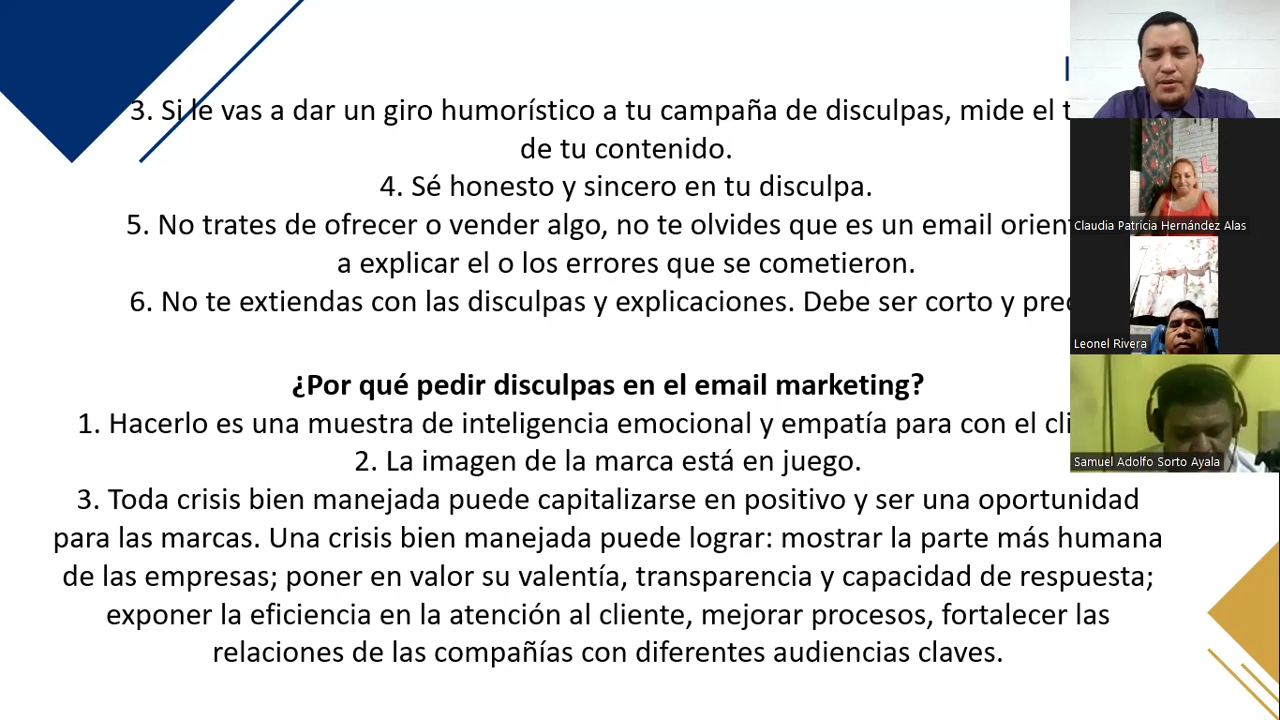 3. Si le vas a dar un giro humorístico a tu campaña de disculpas, mide el
de tu contenido.
4. Sé honesto y sincero en tu disculpa.
5. No trates de ofrecer o vender algo, no te olvides que es un email
a explicar el o los errores que se cometieron.
6. No te extiendas con las disculpas y explicaciones. Debe ser corto y
¿Por qué pedir disculpas en el email marketing?
1. Hacerlo es una muestra de inteligencia emocional y empatía para con el
2. La imagen de la marca está en juego.
3. Toda crisis bien manejada puede capitalizarse en positivo y ser una oportunidad
para las marcas. Una crisis bien manejada puede lograr: mostrar la parte más humana
de las empresas; poner en valor su valentía, transparencia y capacidad de respuesta;
exponer la eficiencia en la atención al cliente, mejorar procesos, fortalecer las
relaciones de las compañías con diferentes audiencias claves.
Claudia Patricia Hernández Alas
Leonel Rivera
Samuel Adolfo Sorto Ayala